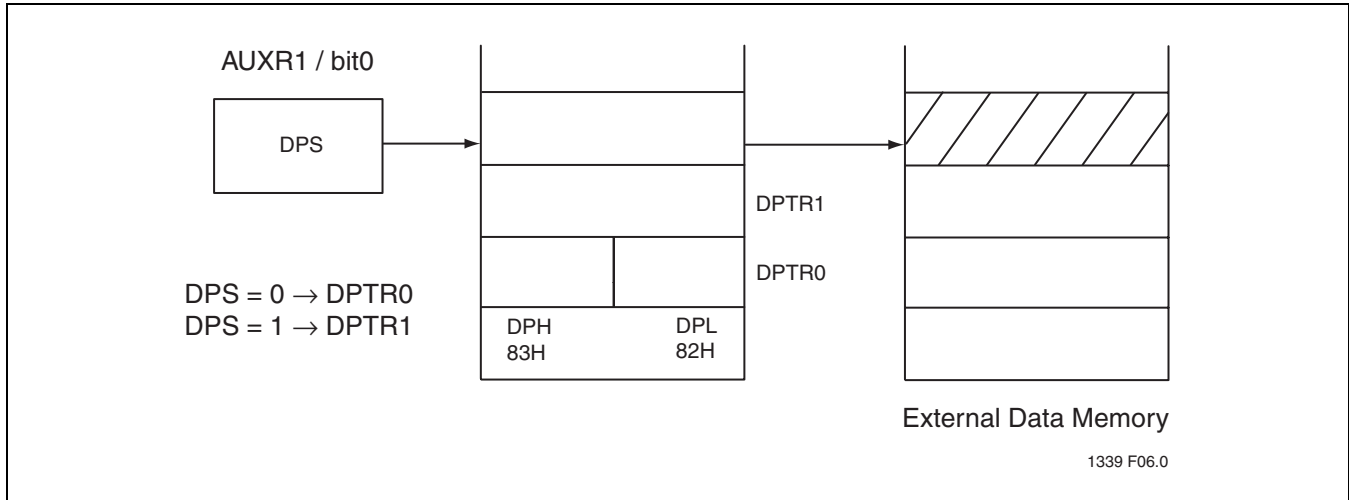 AUXR1 / bit0
DPS
DPTR1
DPTR0
DPS = 0 → DPTR0
DPS = 1 → DPTR1
DPH DPL
83H 82H
External Data Memory
1339 F06.0